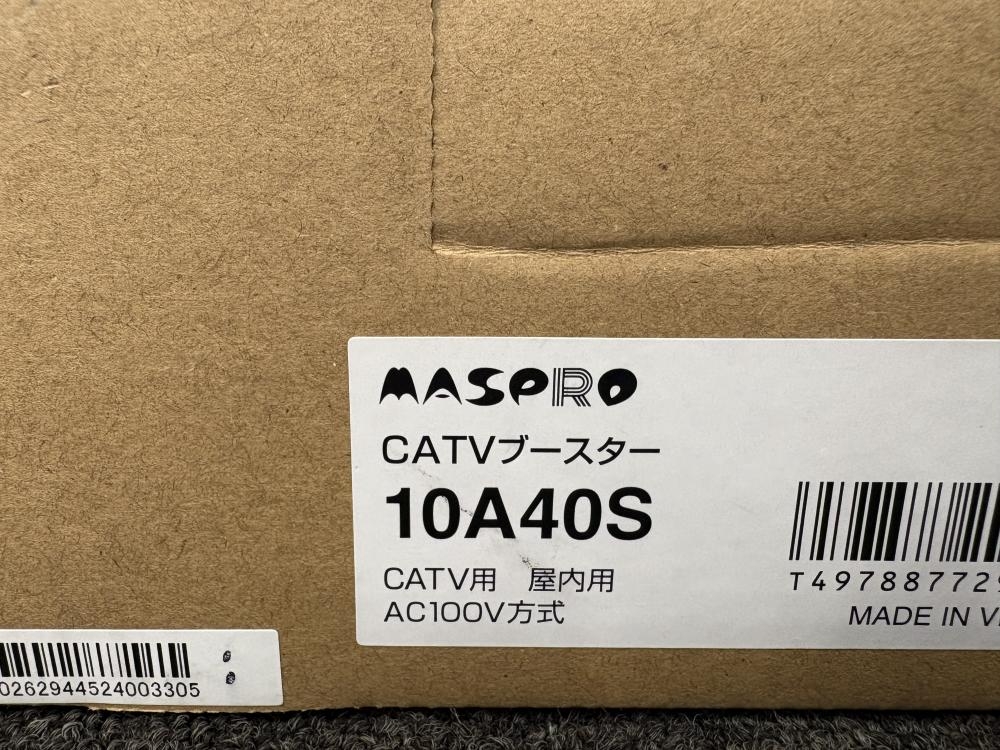 MASPRO
CATVブースター
10A40S
CATV用 屋内用
AC100V方式
T49788772
MADE IN
0262944524003305